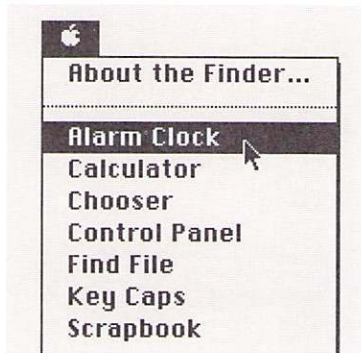 About the Finder...
Alarm Clock
Calculator
Chooser
Control Panel
Find File
Key Caps
Scrapbook